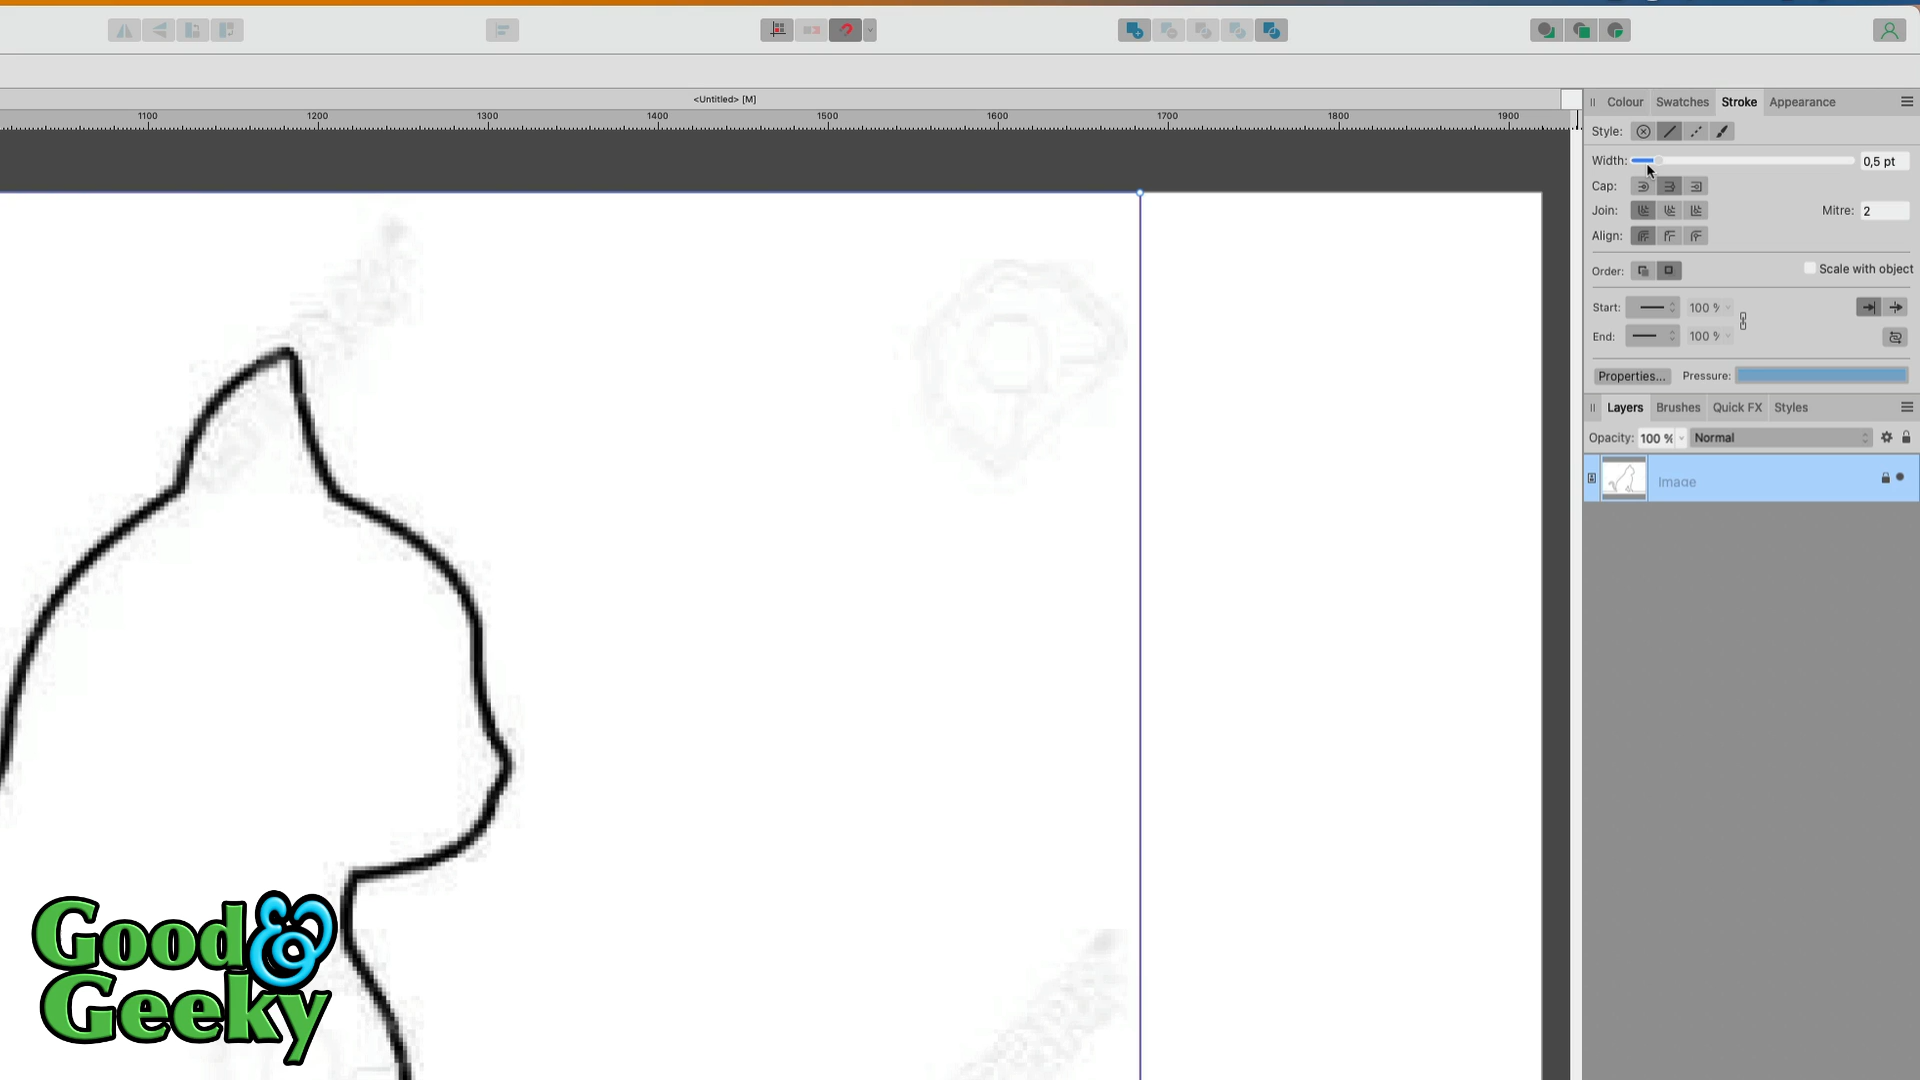 <Untitled> [M]
1100 1200 1300 1400 1500 1600 1700 1800 1900
Colour Swatches Stroke Appearance
Style:
Width: 0,5 pt
Cap:
Join: Mitre: 2
Align:
Order: Scale with object
Start: 100 %
End: 100 %
Properties... Pressure:
Layers Brushes Quick FX Styles
Opacity: 100 % Normal
Image
Good &
Geeky